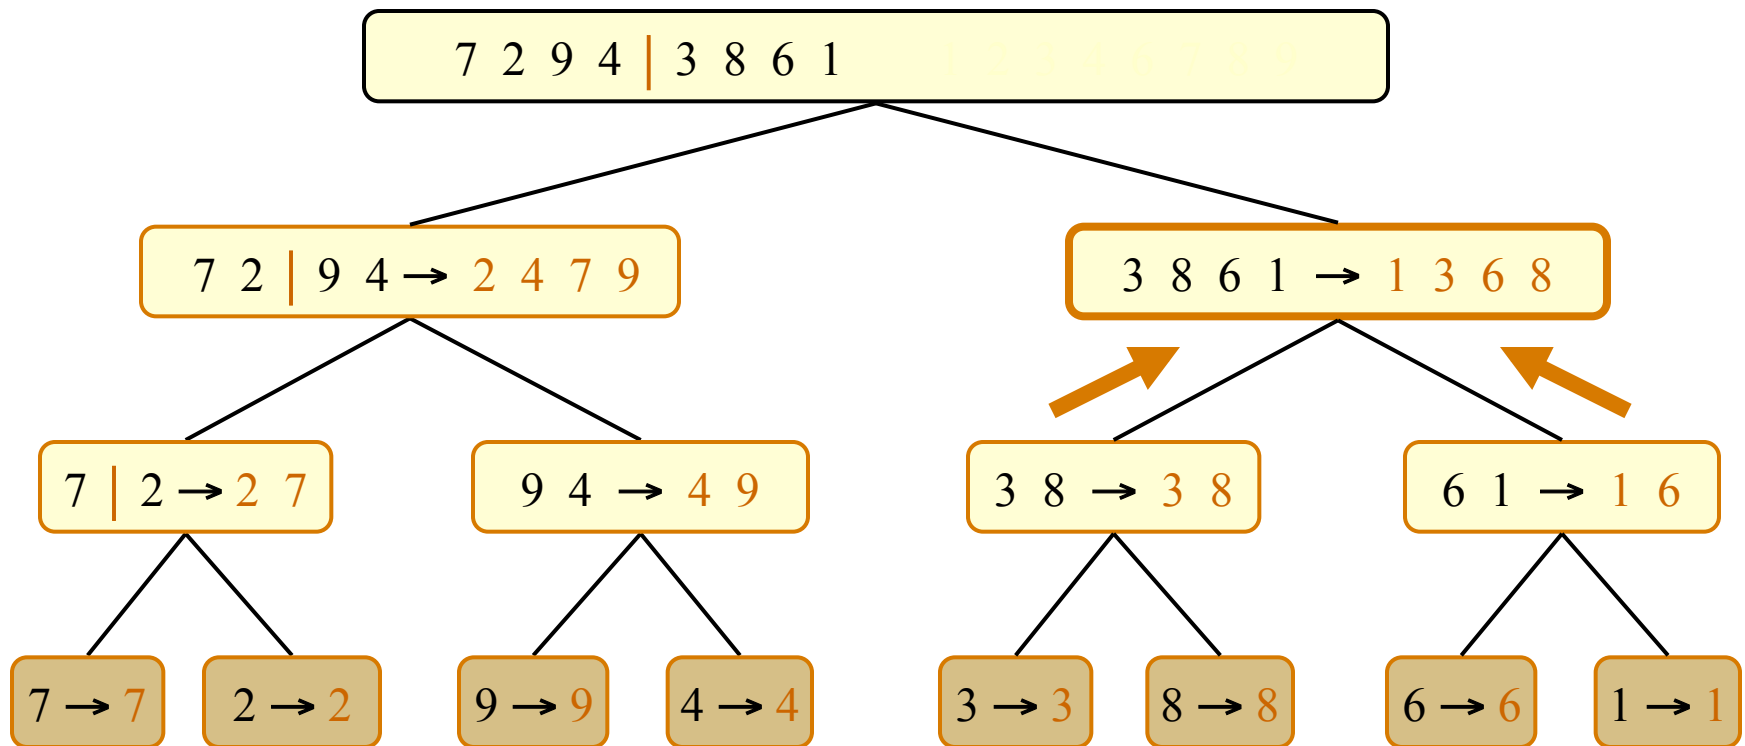 7 2 9 4 | 3 8 6 1
7 2 | 9 4 → 2 4 7 9
3 8 6 1 → 1 3 6 8
7 | 2 → 2 7
9 4 → 4 9
3 8 → 3 8
6 1 → 1 6
7 → 7
2 → 2
9 → 9
4 → 4
3 → 3
8 → 8
6 → 6
1 → 1